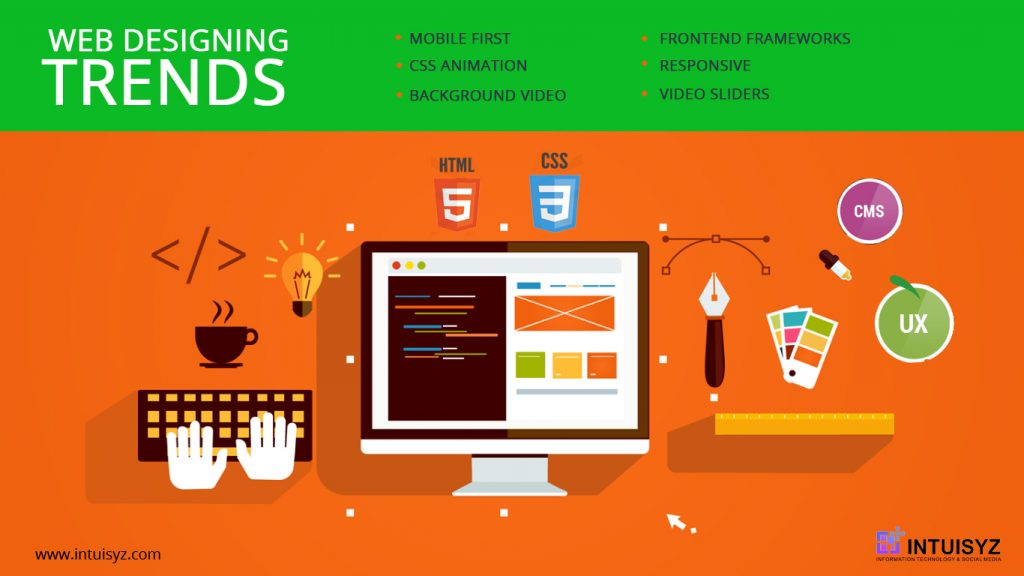 WEB DESIGNING
TRENDS
MOBILE FIRST
CSS ANIMATION
BACKGROUND VIDEO
FRONTEND FRAMEWORKS
RESPONSIVE
VIDEO SLIDERS
HTML
5
CSS
3
CMS
</>
UX
www.intuisyz.com
INTUISYZ
INFORMATION TECHNOLOGY & SOCIAL MEDIA